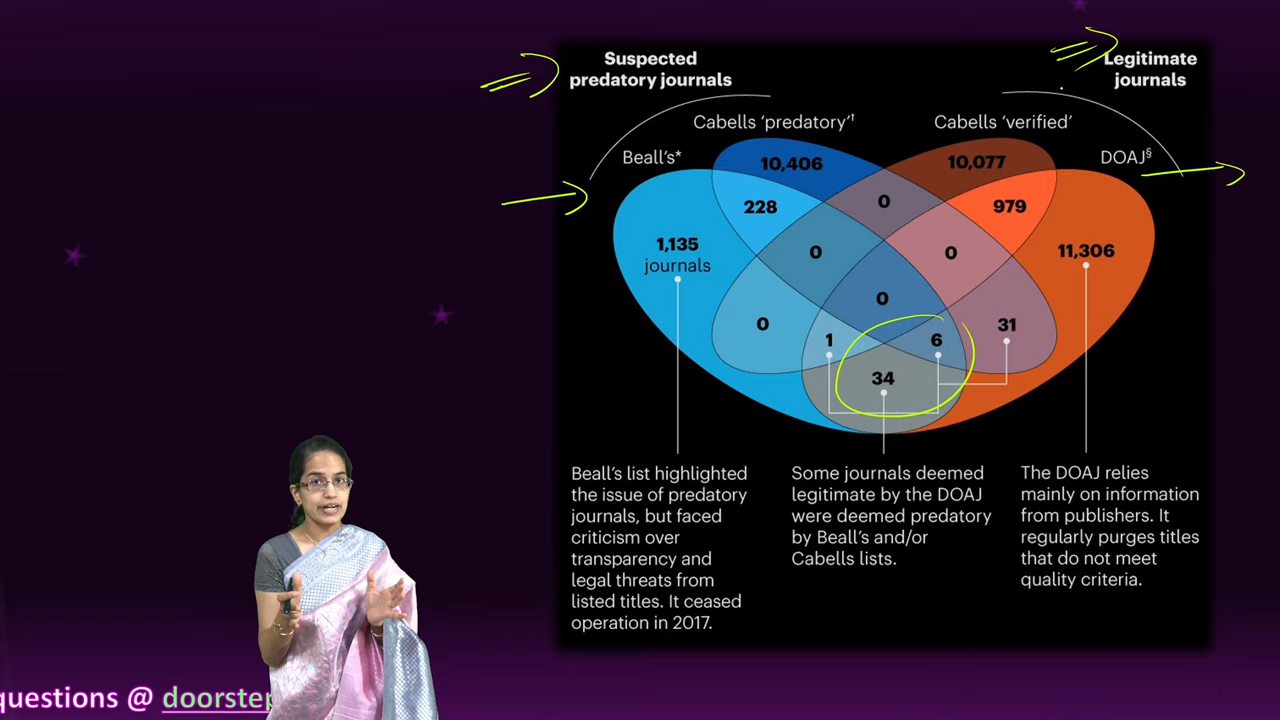 Suspected
predatory journals
Legitimate
journals
Cabells ‘predatory’†
Cabells ‘verified’
Beall’s*
DOAJ§
10,406
10,077
228
0
979
1,135
journals
0
0
11,306
0
0
1
6
31
34
Beall’s list highlighted
the issue of predatory
journals, but faced
criticism over
transparency and
legal threats from
listed titles. It ceased
operation in 2017.
Some journals deemed
legitimate by the DOAJ
were deemed predatory
by Beall’s and/or
Cabells lists.
The DOAJ relies
mainly on information
from publishers. It
regularly purges titles
that do not meet
quality criteria.
questions @ doorstep